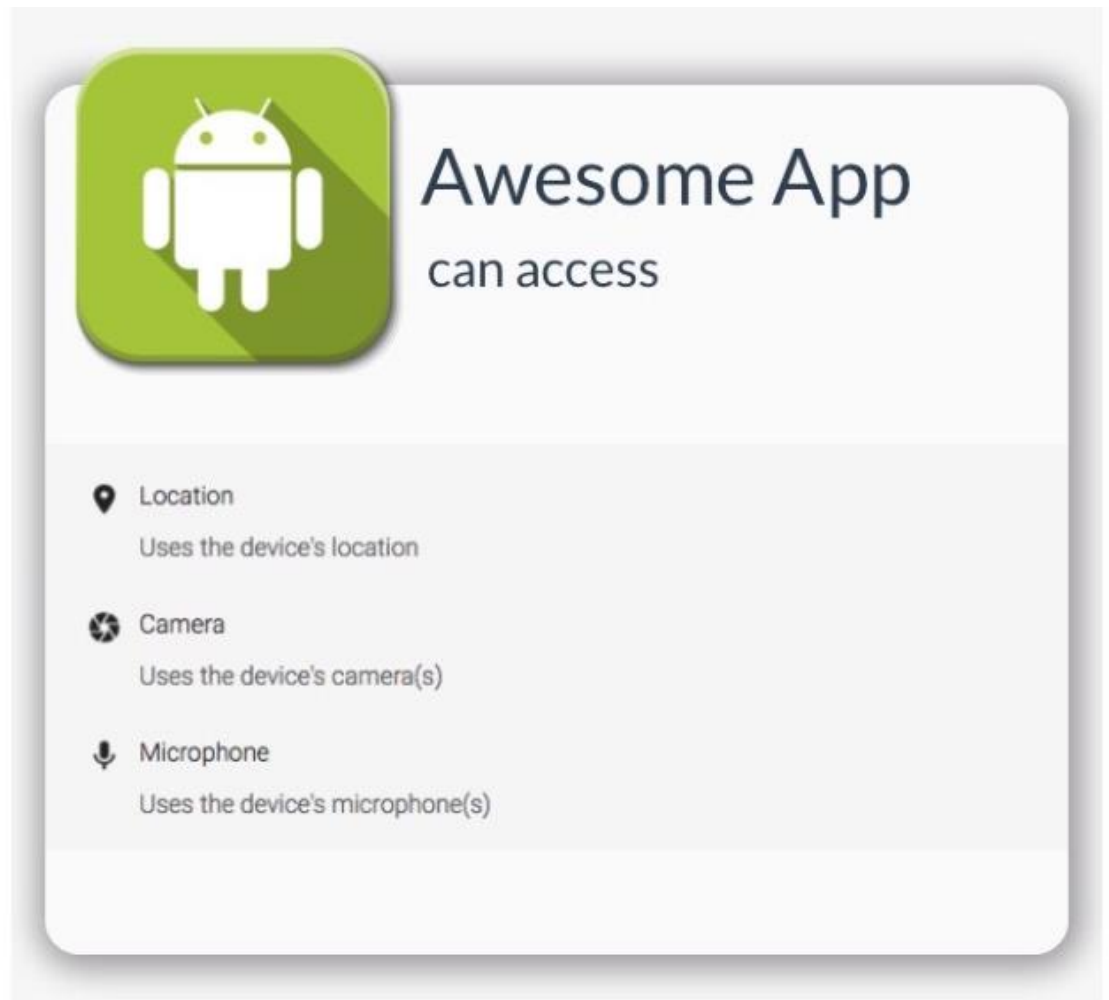 Awesome App
can access
Location
Uses the device's location
Camera
Uses the device's camera(s)
Microphone
Uses the device's microphone(s)